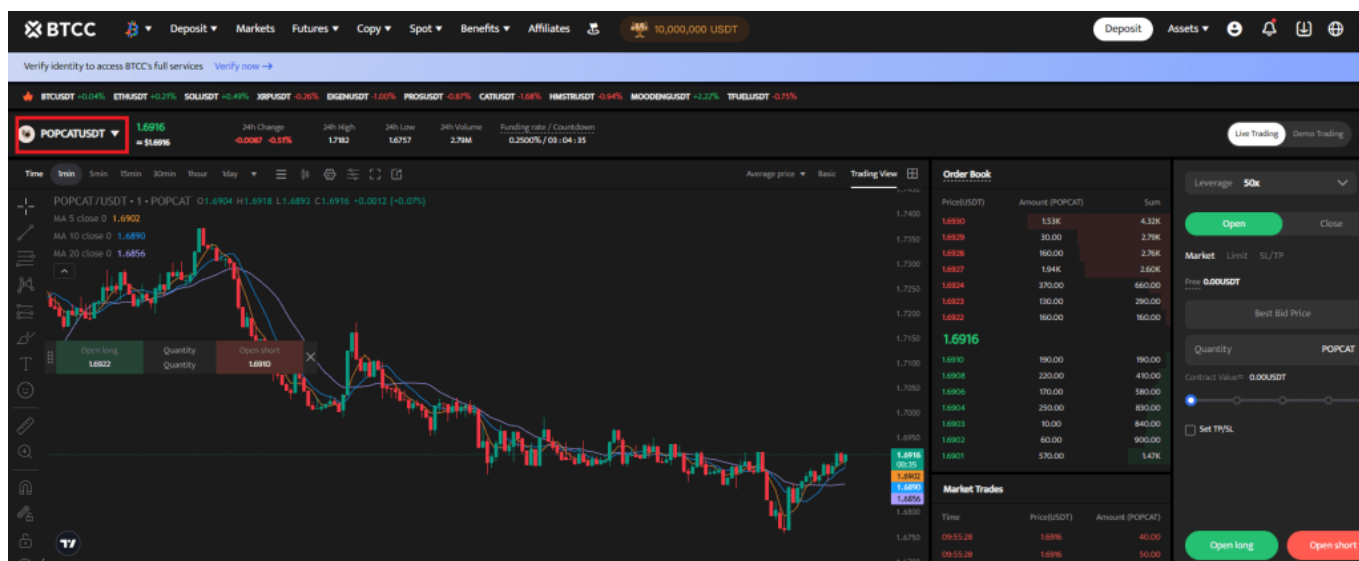 BTCC Deposit Markets Futures Copy Spot Benefits Affiliates 10,000,000 USDT Deposit Assets
Verify identity to access BTCC's full services Verify now →
BTCUSDT +0.04% ETHUSDT +0.21% SOLUSDT +0.49% XRPUSDT -0.26% EIGENUSDT -1.00% PROSUSDT -0.87% CATIUSDT -1.68% HMSTRUSDT -0.94% MOODENGUSDT +2.22% TFUELUSDT -0.75%
POPCATUSDT 1.6916 24h Change 24h High 24h Low 24h Volume Funding rate / Countdown Live Trading Demo Trading
≈ $1.6916 -0.0087 -0.51% 1.7182 1.6757 2.79M 0.2500% / 03 : 04 : 35
Time 1min 5min 15min 30min 1hour 1day Average price Basic Trading View
POPCAT/USDT • 1 • POPCAT O1.6904 H1.6918 L1.6893 C1.6916 +0.0012 (+0.07%)
MA 5 close 0 1.6902
MA 10 close 0 1.6890
MA 20 close 0 1.6856
Open long Quantity Open short
1.6922 Quantity 1.6910
1.7400
1.7350
1.7300
1.7250
1.7200
1.7150
1.7100
1.7050
1.7000
1.6950
1.6916
00:35
1.6902
1.6890
1.6856
1.6800
1.6750
Order Book
Price(USDT) Amount (POPCAT) Sum
1.6930 1.53K 4.32K
1.6929 30.00 2.79K
1.6928 160.00 2.76K
1.6927 1.94K 2.60K
1.6924 370.00 660.00
1.6923 130.00 290.00
1.6922 160.00 160.00
1.6916
1.6910 190.00 190.00
1.6908 220.00 410.00
1.6906 170.00 580.00
1.6904 250.00 830.00
1.6903 10.00 840.00
1.6902 60.00 900.00
1.6901 570.00 1.47K
Market Trades
Time Price(USDT) Amount (POPCAT)
09:55:28 1.6916 40.00
09:55:28 1.6916 50.00
Leverage 50x
Open Close
Market Limit SL/TP
Free 0.00USDT
Best Bid Price
Quantity POPCAT
Contract Value≈ 0.00USDT
Set TP/SL
Open long Open short